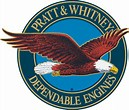 PRATT & WHITNEY
DEPENDABLE ENGINES